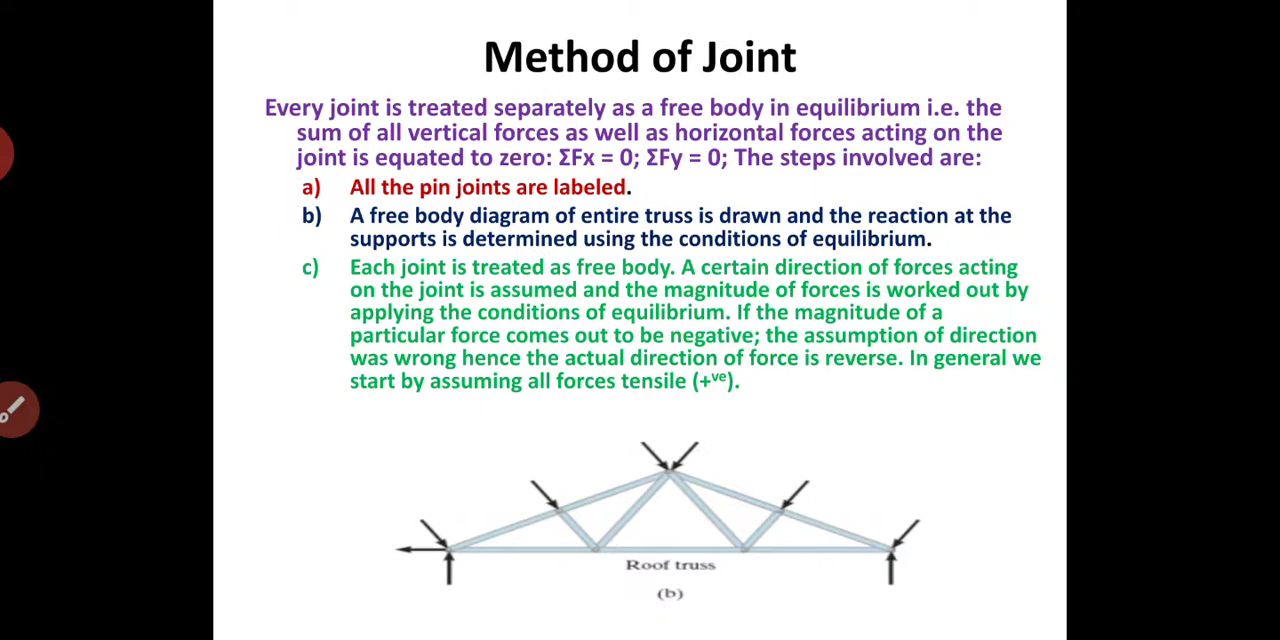 Method of Joint
Every joint is treated separately as a free body in equilibrium i.e. the
sum of all vertical forces as well as horizontal forces acting on the
joint is equated to zero: ΣFx = 0; ΣFy = 0; The steps involved are:
a) All the pin joints are labeled.
b) A free body diagram of entire truss is drawn and the reaction at the
supports is determined using the conditions of equilibrium.
c) Each joint is treated as free body. A certain direction of forces acting
on the joint is assumed and the magnitude of forces is worked out by
applying the conditions of equilibrium. If the magnitude of a
particular force comes out to be negative; the assumption of direction
was wrong hence the actual direction of force is reverse. In general we
start by assuming all forces tensile (+ve).
Roof truss
(b)